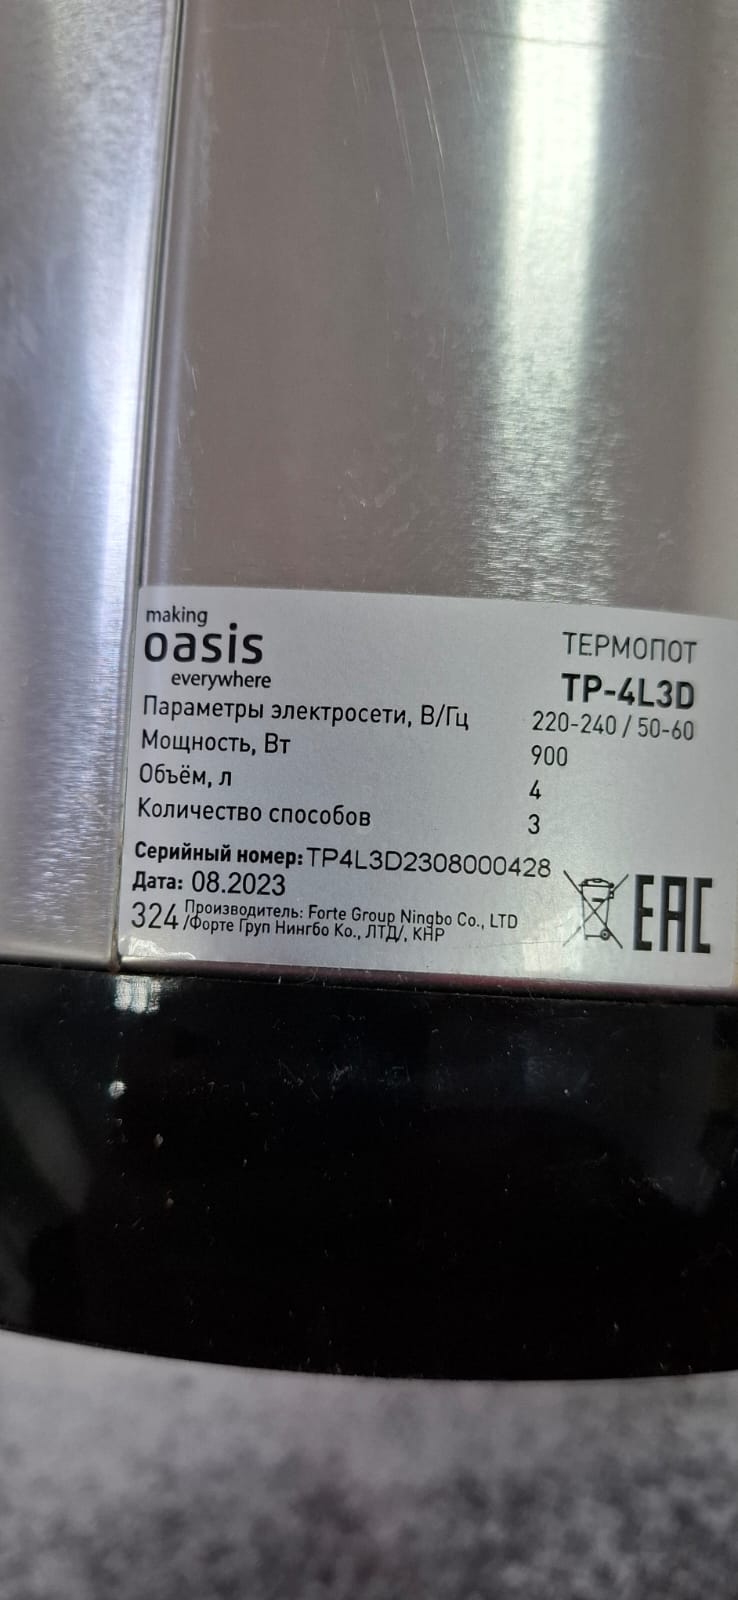 making
oasis
everywhere
ТЕРМОПОТ
TP-4L3D
Параметры электросети, В/Гц 220-240 / 50-60
Мощность, Вт 900
Объём, л 4
Количество способов 3
Серийный номер: TP4L3D2308000428
Дата: 08.2023
324 Производитель: Forte Group Ningbo Co., LTD
/Форте Груп Нингбо Ко., ЛТД/, КНР
EAC